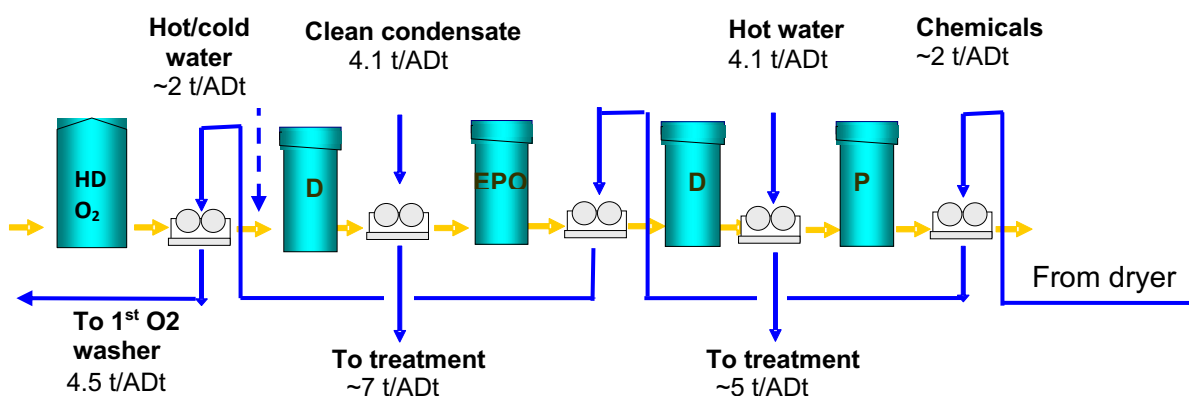 Hot/cold
water
~2 t/ADt
Clean condensate
4.1 t/ADt
Hot water
4.1 t/ADt
Chemicals
~2 t/ADt
HD
O₂
D
EPO
D
P
From dryer
To 1ˢᵗ O2
washer
4.5 t/ADt
To treatment
~7 t/ADt
To treatment
~5 t/ADt